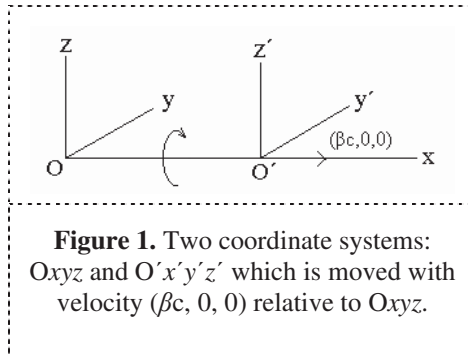 z
z´
y
y´
(βc,0,0)
O
O´
x
Figure 1. Two coordinate systems:
Oxyz and O´x´y´z´ which is moved with
velocity (βc, 0, 0) relative to Oxyz.